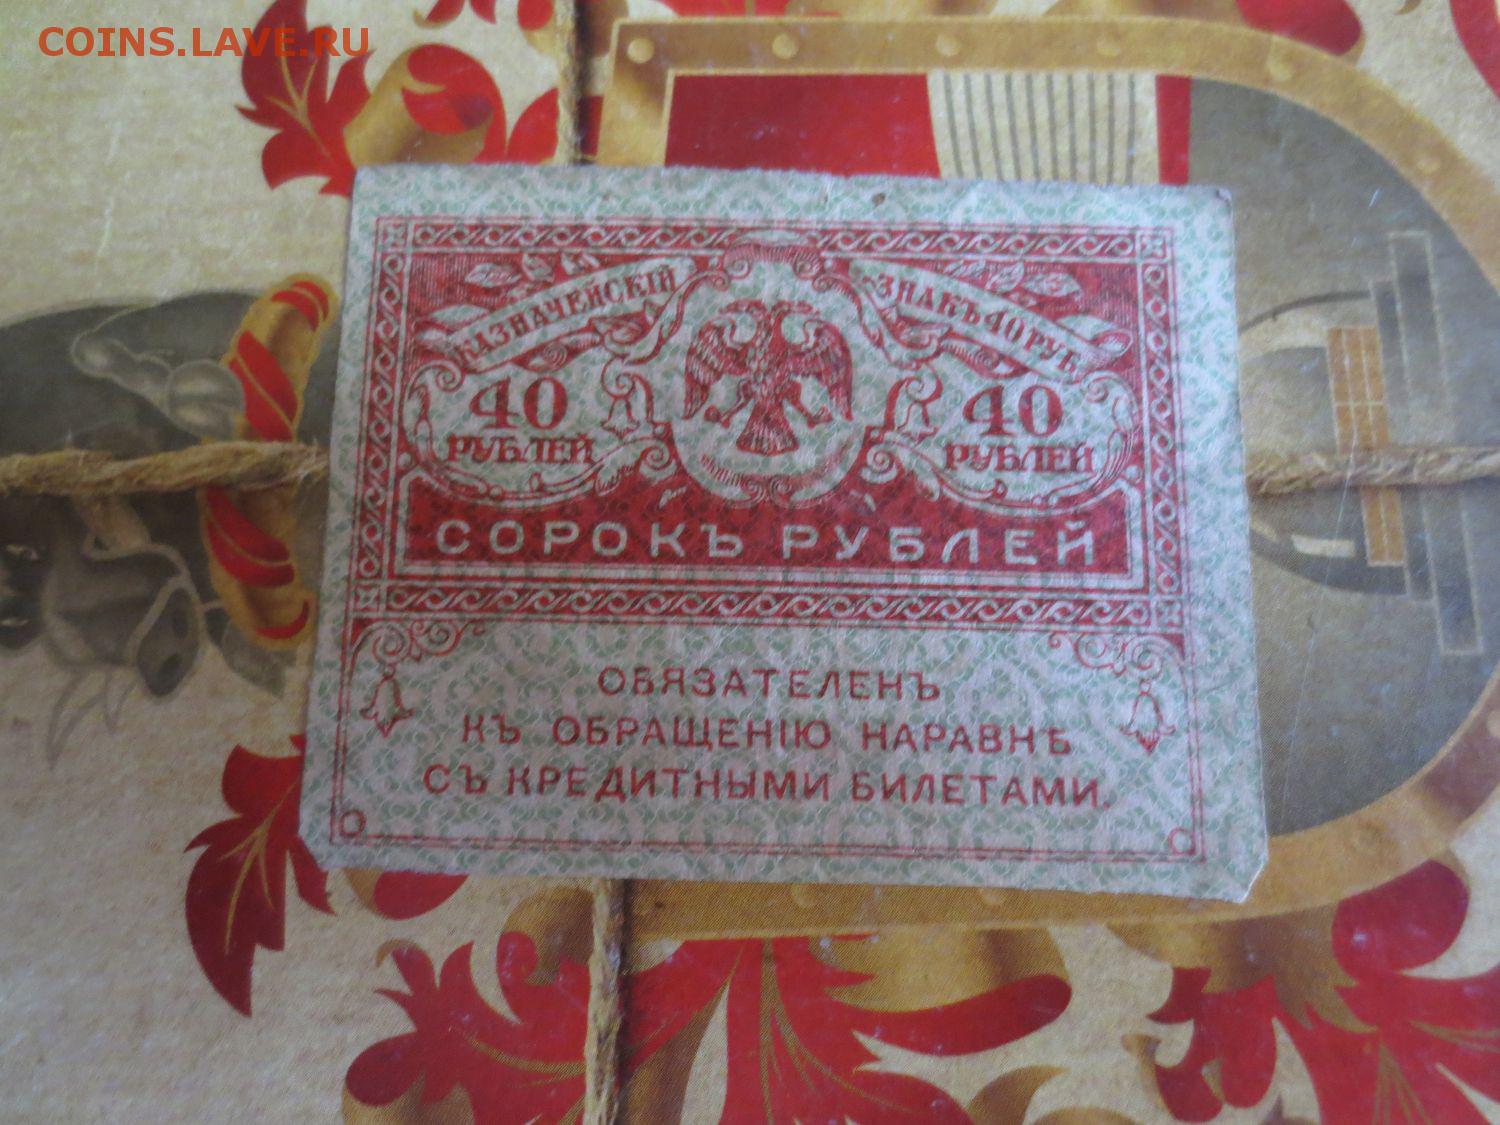 COINS.LAVE.RU
КАЗНАЧЕЙСКІЙ ЗНАКЪ 40 РУБ
40 40
РУБЛЕЙ РУБЛЕЙ
СОРОКЪ РУБЛЕЙ
ОБЯЗАТЕЛЕНЪ
КЪ ОБРАЩЕНІЮ НАРАВНѢ
СЪ КРЕДИТНЫМИ БИЛЕТАМИ.